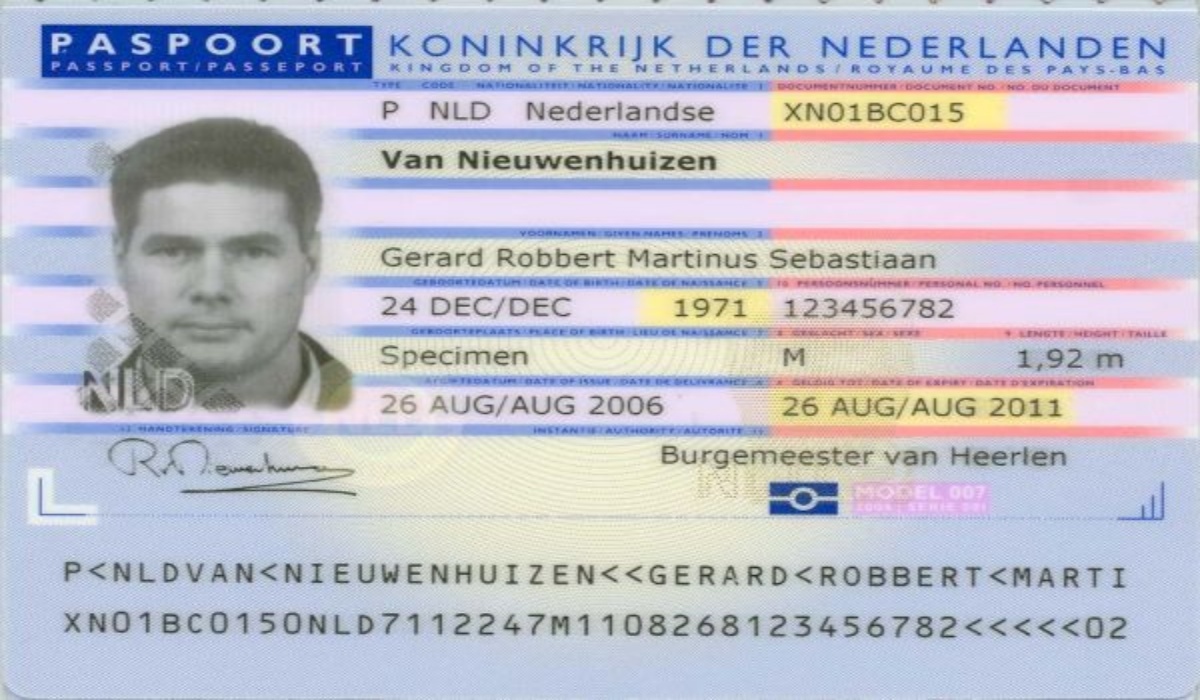 PASPOORT KONINKRIJK DER NEDERLANDEN
PASSPORT/PASSEPORT KINGDOM OF THE NETHERLANDS/ROYAUME DES PAYS-BAS
TYPE CODE NATIONALITEIT/NATIONALITY/NATIONALITÉ DOCUMENTNUMMER/DOCUMENT NO./NO. DU DOCUMENT
P NLD Nederlandse XN01BC015
NAAM/SURNAME/NOM
Van Nieuwenhuizen
VOORNAMEN/GIVEN NAMES/PRÉNOMS
Gerard Robbert Martinus Sebastiaan
GEBOORTEDATUM/DATE OF BIRTH/DATE DE NAISSANCE PERSOONSNUMMER/PERSONAL NO./NO. PERSONNEL
24 DEC/DEC 1971 123456782
GEBOORTEPLAATS/PLACE OF BIRTH/LIEU DE NAISSANCE GESLACHT/SEX/SEXE LENGTE/HEIGHT/TAILLE
Specimen M 1,92 m
AFGIFTEDATUM/DATE OF ISSUE/DATE DE DÉLIVRANCE GELDIG TOT/DATE OF EXPIRY/DATE D'EXPIRATION
26 AUG/AUG 2006 26 AUG/AUG 2011
HANDTEKENING/SIGNATURE INSTANTIE/AUTHORITY/AUTORITÉ
Burgemeester van Heerlen
NLD
MODEL 007
P<NLDVAN<NIEUWENHUIZEN<<GERARD<ROBBERT<MARTI
XN01BC0150NLD7112247M1108268123456782<<<<<02